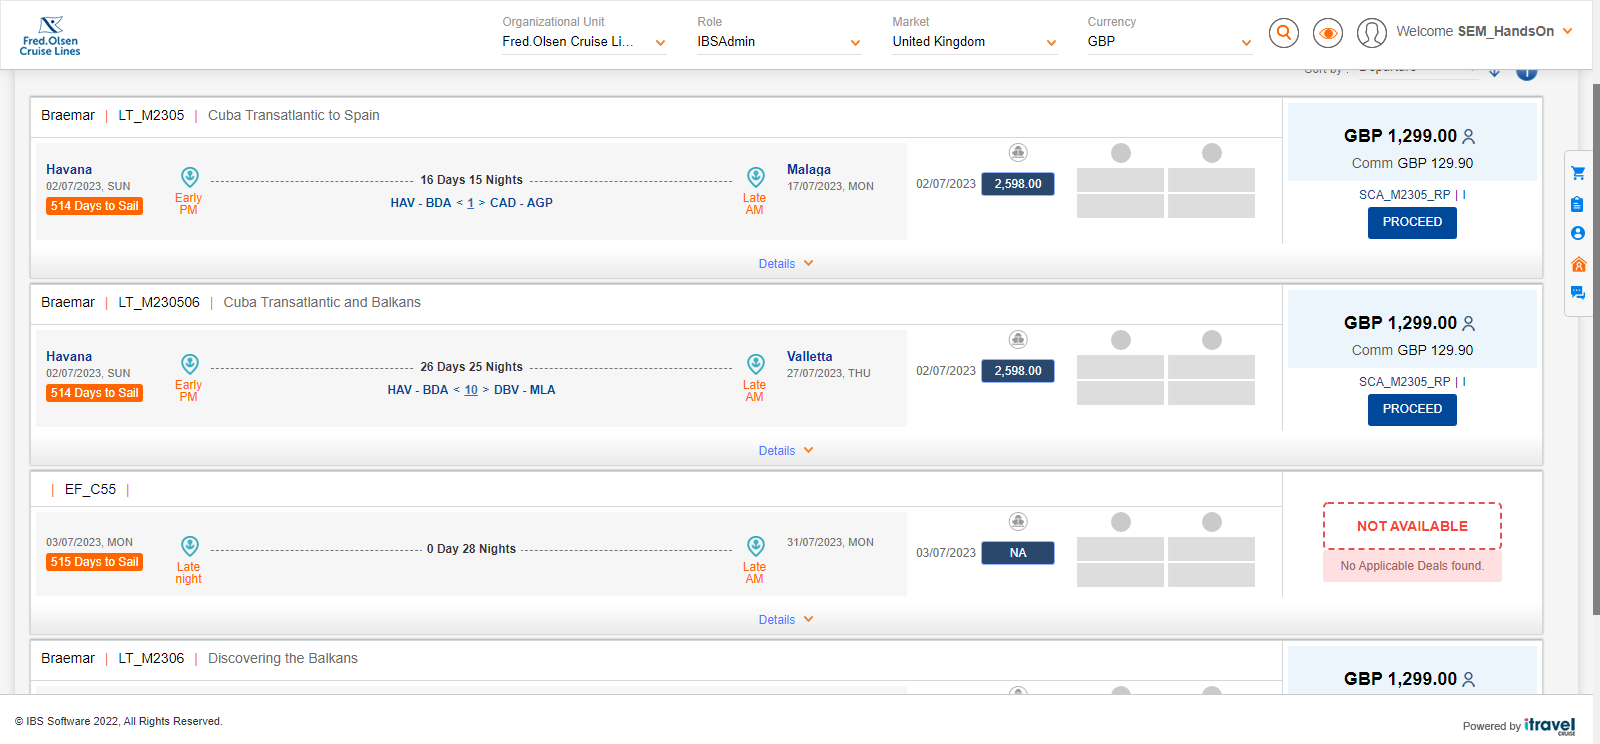 Fred.Olsen
Cruise Lines
Organizational Unit
Fred.Olsen Cruise Li...
Role
IBSAdmin
Market
United Kingdom
Currency
GBP
Welcome SEM_HandsOn
Sort by : Departure
Braemar | LT_M2305 | Cuba Transatlantic to Spain
Havana
02/07/2023, SUN
514 Days to Sail
Early
PM
16 Days 15 Nights
HAV - BDA < 1 > CAD - AGP
Late
AM
Malaga
17/07/2023, MON
02/07/2023
2,598.00
GBP 1,299.00
Comm GBP 129.90
SCA_M2305_RP | I
PROCEED
Details
Braemar | LT_M230506 | Cuba Transatlantic and Balkans
Havana
02/07/2023, SUN
514 Days to Sail
Early
PM
26 Days 25 Nights
HAV - BDA < 10 > DBV - MLA
Late
AM
Valletta
27/07/2023, THU
02/07/2023
2,598.00
GBP 1,299.00
Comm GBP 129.90
SCA_M2305_RP | I
PROCEED
Details
| EF_C55 |
03/07/2023, MON
515 Days to Sail
Late
night
0 Day 28 Nights
Late
AM
31/07/2023, MON
03/07/2023
NA
NOT AVAILABLE
No Applicable Deals found.
Details
Braemar | LT_M2306 | Discovering the Balkans
GBP 1,299.00
© IBS Software 2022, All Rights Reserved.
Powered by itravel
CRUISE